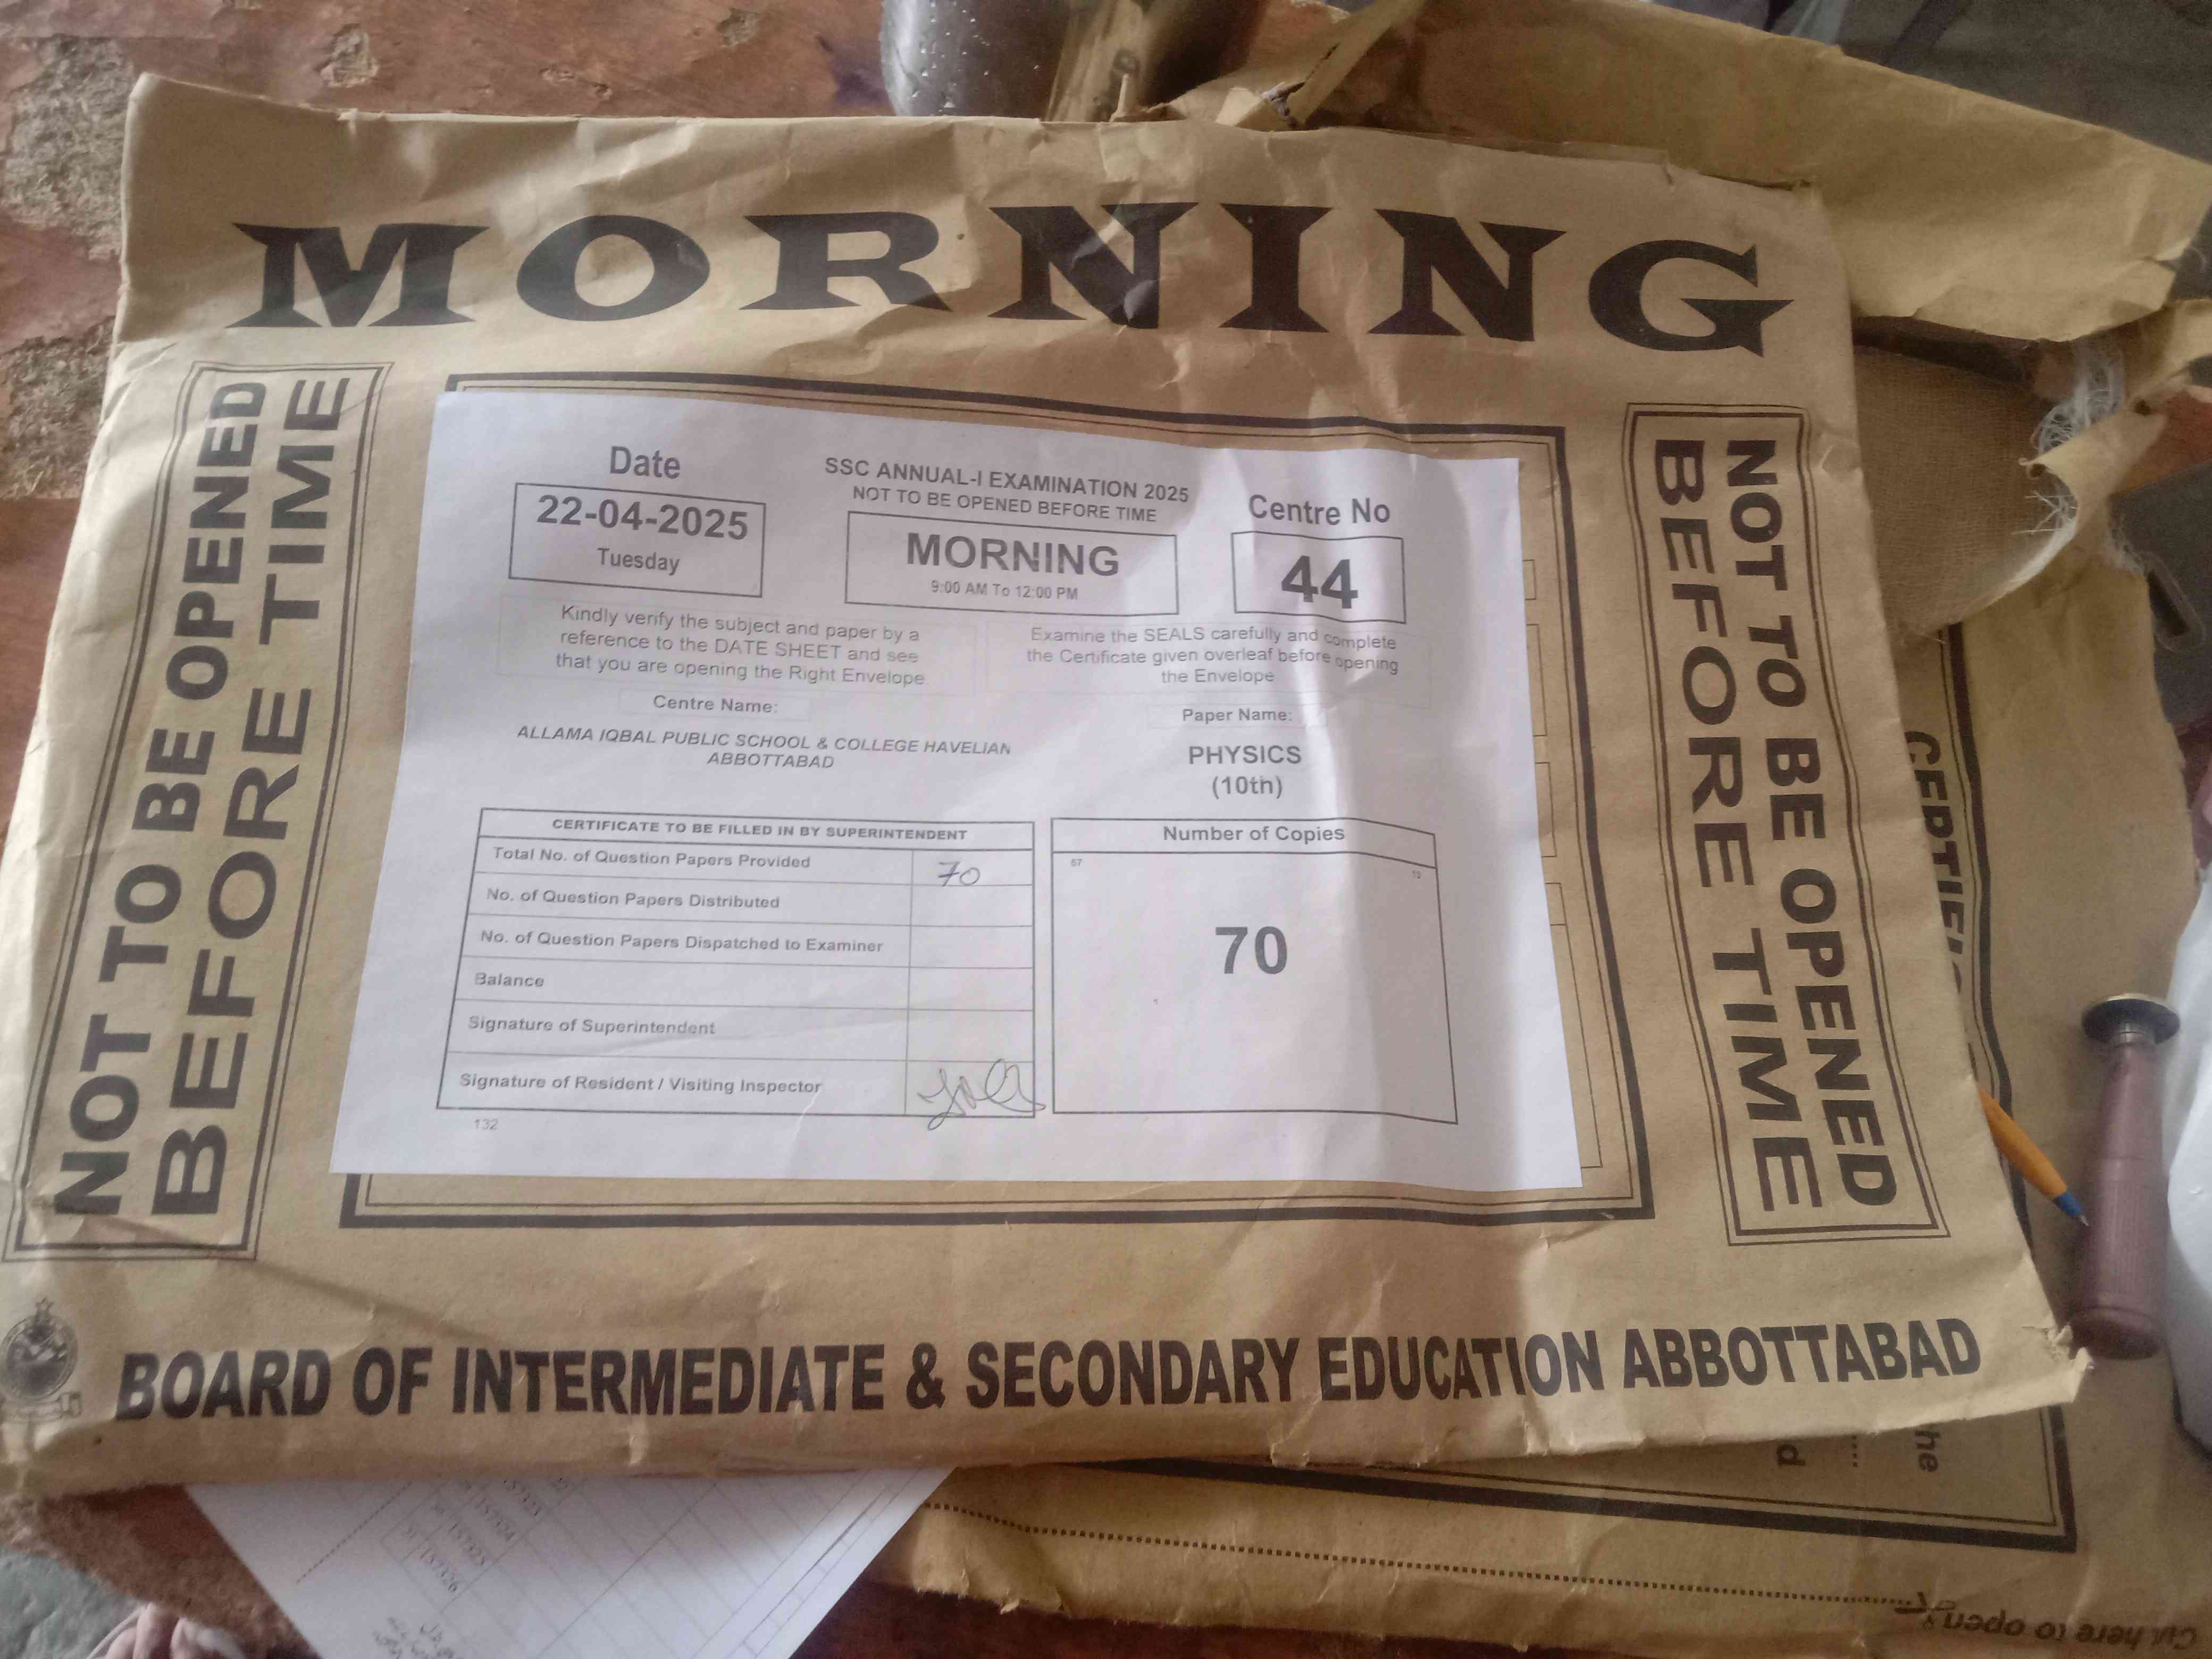 MORNING
NOT TO BE OPENED
BEFORE TIME
Date
22-04-2025
Tuesday
SSC ANNUAL-I EXAMINATION 2025
NOT TO BE OPENED BEFORE TIME
MORNING
9:00 AM To 12:00 PM
Centre No
44
Kindly verify the subject and paper by a
reference to the DATE SHEET and see
that you are opening the Right Envelope
Examine the SEALS carefully and complete
the Certificate given overleaf before opening
the Envelope
Centre Name:
ALLAMA IQBAL PUBLIC SCHOOL & COLLEGE HAVELIAN
ABBOTTABAD
Paper Name:
PHYSICS
(10th)
CERTIFICATE TO BE FILLED IN BY SUPERINTENDENT
Total No. of Question Papers Provided 70
No. of Question Papers Distributed
No. of Question Papers Dispatched to Examiner
Balance
Signature of Superintendent
Signature of Resident / Visiting Inspector
132
Number of Copies
57
70
NOT TO BE OPENED
BEFORE TIME
BOARD OF INTERMEDIATE & SECONDARY EDUCATION ABBOTTABAD
he
d
157324
157325
157326
Cut here to open